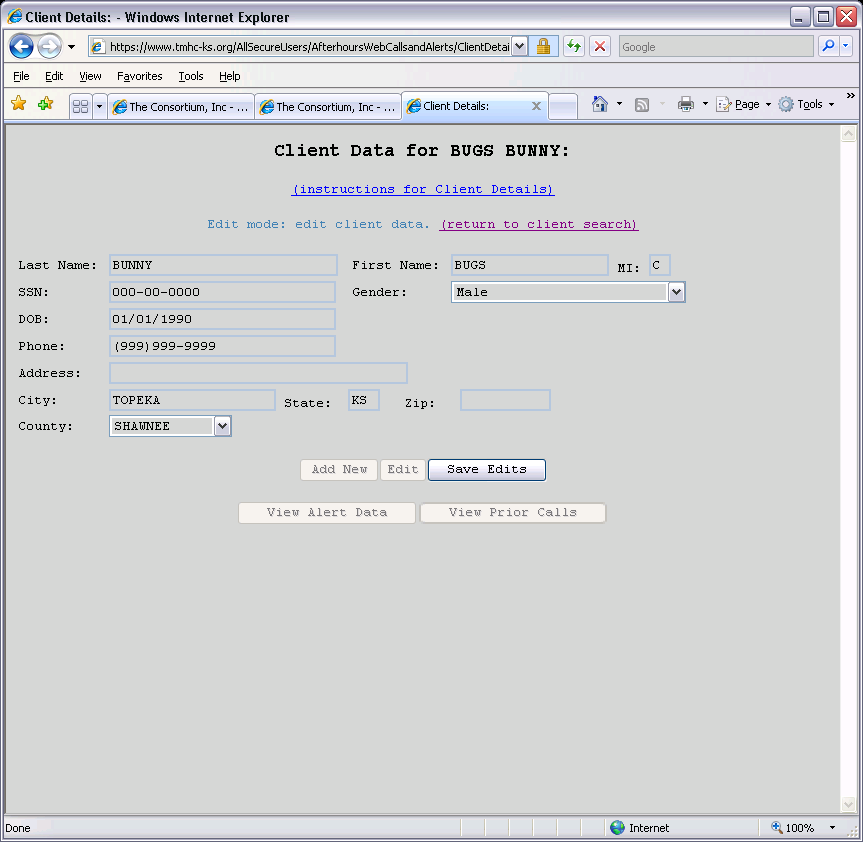 Client Details: - Windows Internet Explorer
https://www.tmhc-ks.org/AllSecureUsers/AfterhoursWebCallsandAlerts/ClientDetai
Google
File Edit View Favorites Tools Help
The Consortium, Inc - ... The Consortium, Inc - ... Client Details: Page Tools »
Client Data for BUGS BUNNY:
(instructions for Client Details)
Edit mode: edit client data. (return to client search)
Last Name: BUNNY First Name: BUGS MI: C
SSN: 000-00-0000 Gender: Male
DOB: 01/01/1990
Phone: (999)999-9999
Address:
City: TOPEKA State: KS Zip:
County: SHAWNEE
Add New Edit Save Edits
View Alert Data View Prior Calls
Done Internet 100%